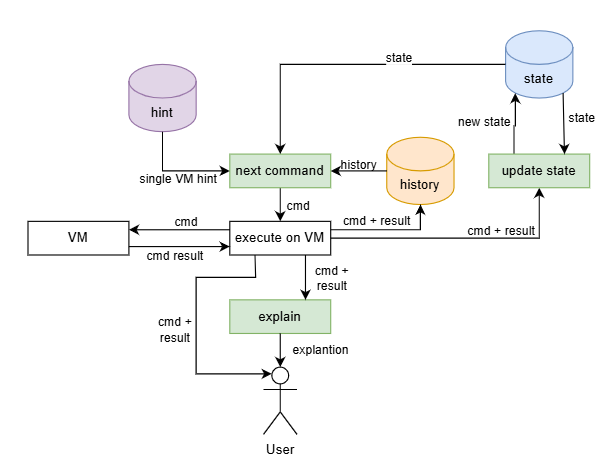 state
state
hint
new state
state
single VM hint
next command
history
history
update state
cmd
cmd
cmd + result
VM
execute on VM
cmd + result
cmd result
cmd +
result
cmd +
result
explain
explantion
User